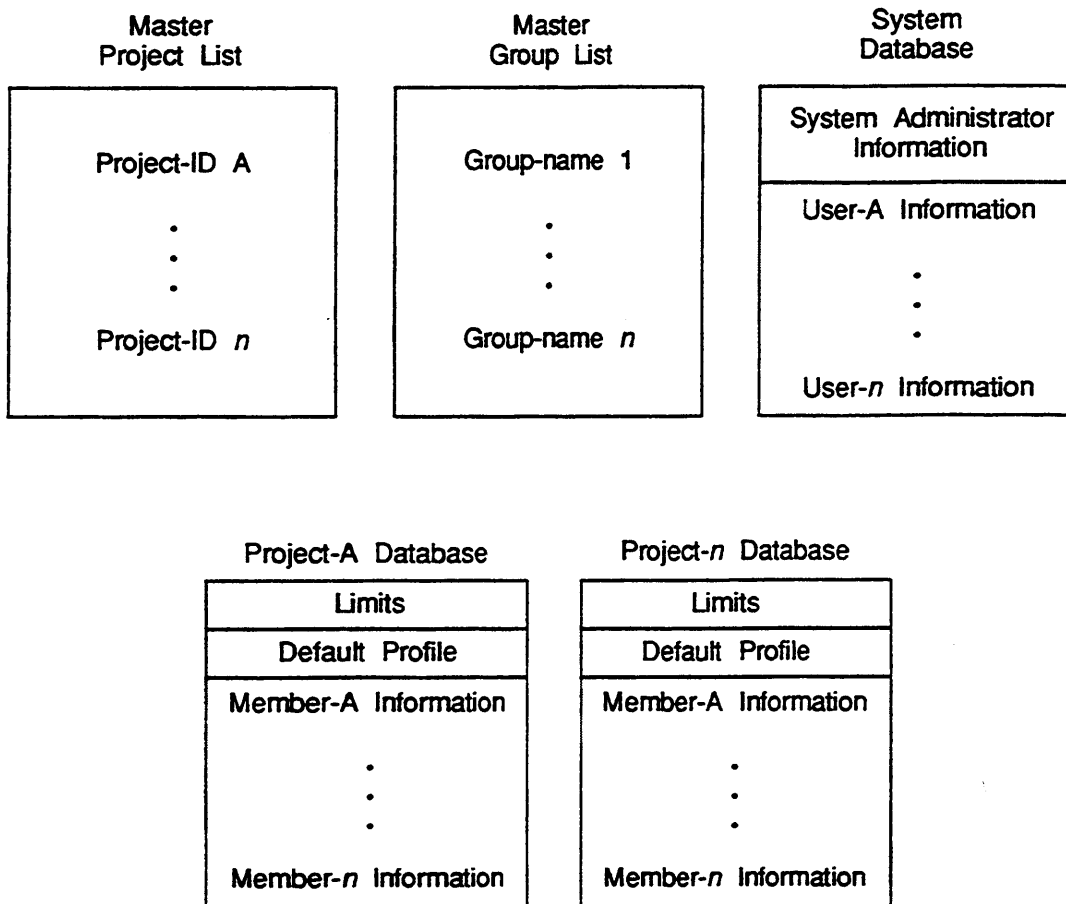 Master
Project List
Project-ID A
Project-ID n
Master
Group List
Group-name 1
Group-name n
System
Database
System Administrator
Information
User-A Information
User-n Information
Project-A Database
Limits
Default Profile
Member-A Information
Member-n Information
Project-n Database
Limits
Default Profile
Member-A Information
Member-n Information